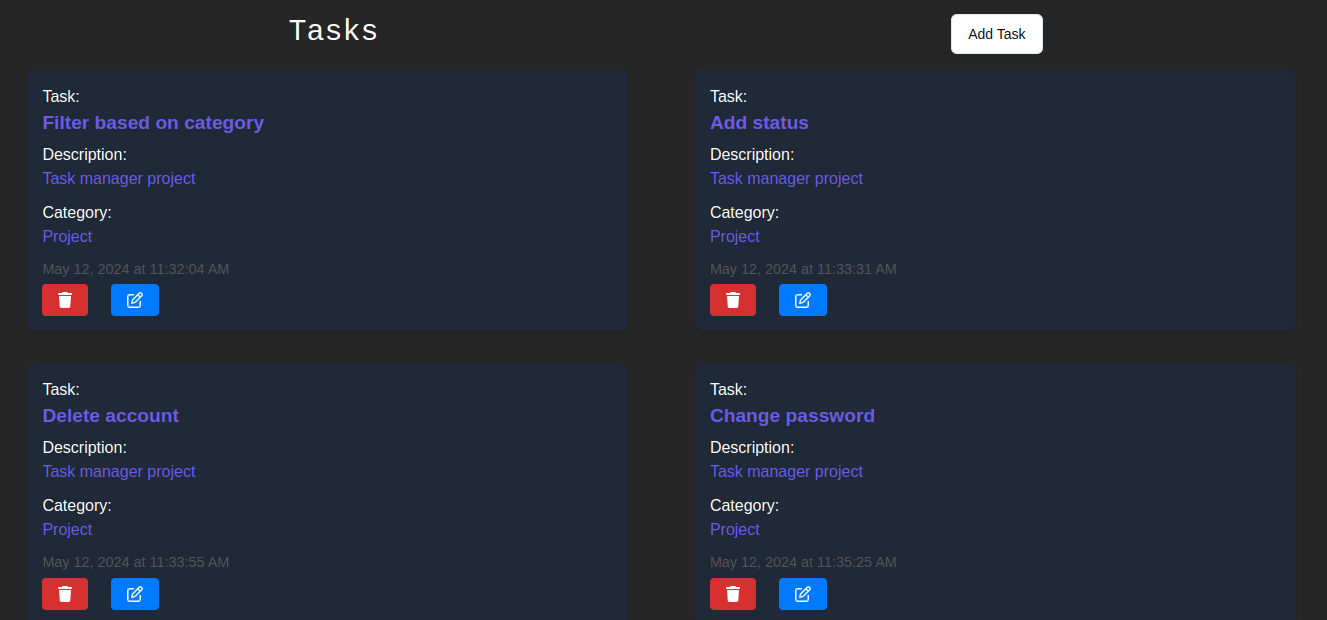 Tasks
Add Task
Task:
Filter based on category
Description:
Task manager project
Category:
Project
May 12, 2024 at 11:32:04 AM
Task:
Add status
Description:
Task manager project
Category:
Project
May 12, 2024 at 11:33:31 AM
Task:
Delete account
Description:
Task manager project
Category:
Project
May 12, 2024 at 11:33:55 AM
Task:
Change password
Description:
Task manager project
Category:
Project
May 12, 2024 at 11:35:25 AM